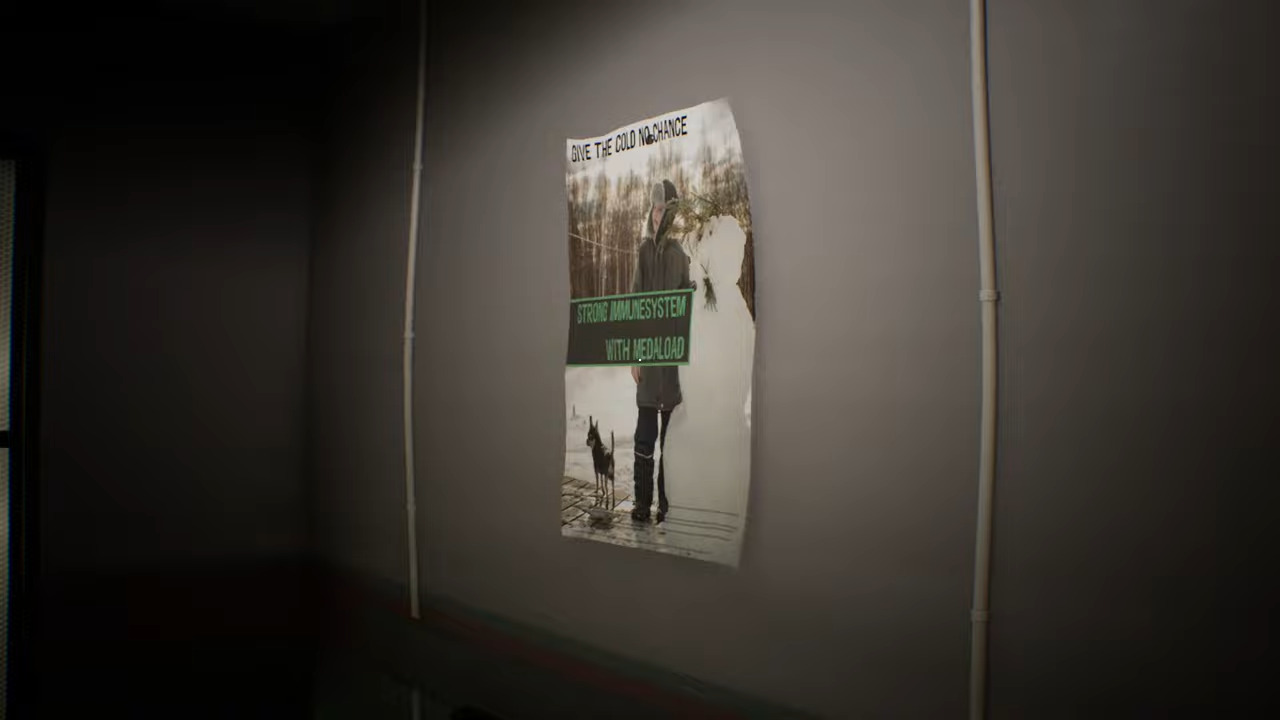 GIVE THE COLD NO CHANCE
STRONG IMMUNESYSTEM
WITH MEDALOAD